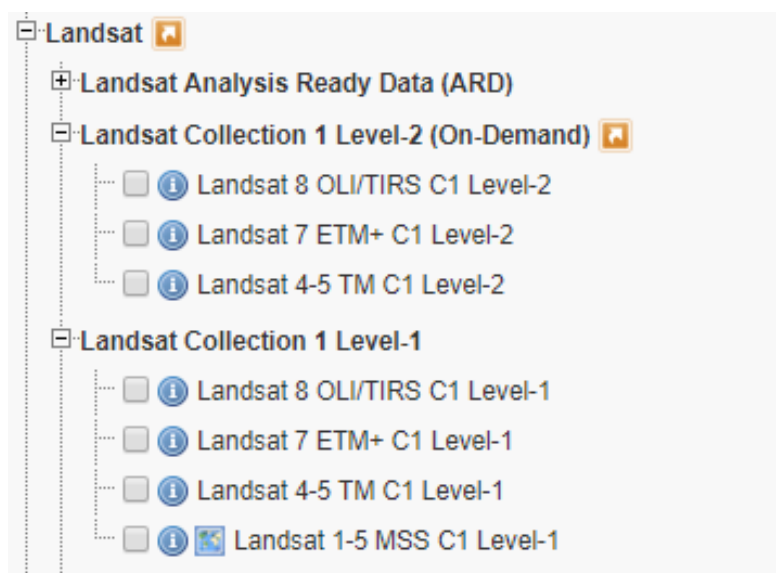 Landsat
Landsat Analysis Ready Data (ARD)
Landsat Collection 1 Level-2 (On-Demand)
Landsat 8 OLI/TIRS C1 Level-2
Landsat 7 ETM+ C1 Level-2
Landsat 4-5 TM C1 Level-2
Landsat Collection 1 Level-1
Landsat 8 OLI/TIRS C1 Level-1
Landsat 7 ETM+ C1 Level-1
Landsat 4-5 TM C1 Level-1
Landsat 1-5 MSS C1 Level-1